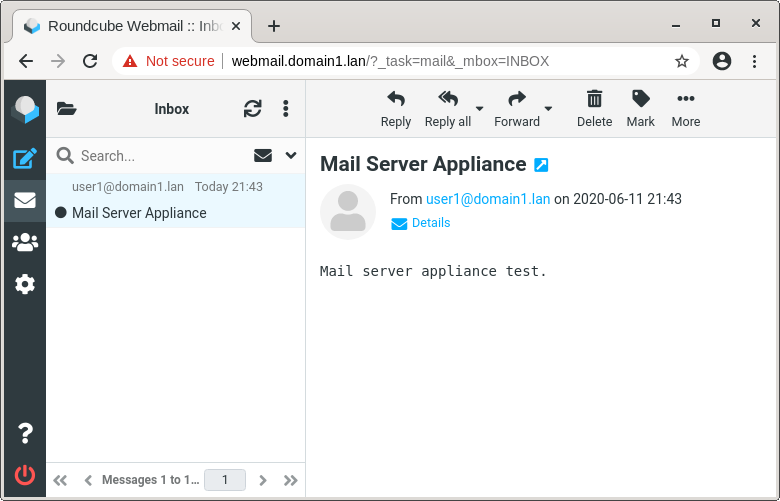 Roundcube Webmail :: Inb
Not secure
webmail.domain1.lan/?_task=mail&_mbox=INBOX
Inbox
Reply
Reply all
Forward
Delete
Mark
More
Search...
user1@domain1.lan Today 21:43
Mail Server Appliance
Mail Server Appliance
From user1@domain1.lan on 2020-06-11 21:43
Details
Mail server appliance test.
Messages 1 to 1...
1